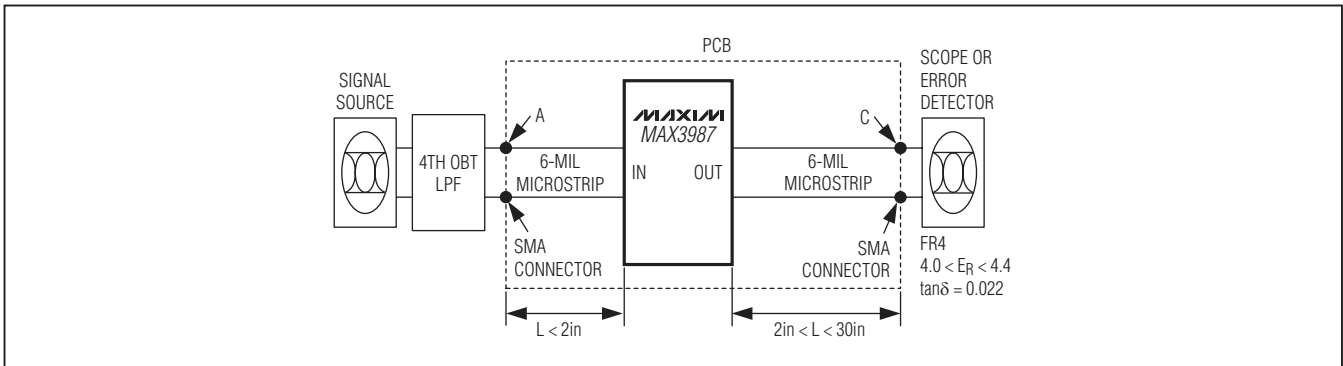 PCB
SIGNAL
SOURCE
4TH OBT
LPF
A
6-MIL
MICROSTRIP
SMA
CONNECTOR
MAXIM
MAX3987
IN
OUT
6-MIL
MICROSTRIP
C
SMA
CONNECTOR
SCOPE OR
ERROR
DETECTOR
FR4
4.0 < ER < 4.4
tanδ = 0.022
L < 2in
2in < L < 30in